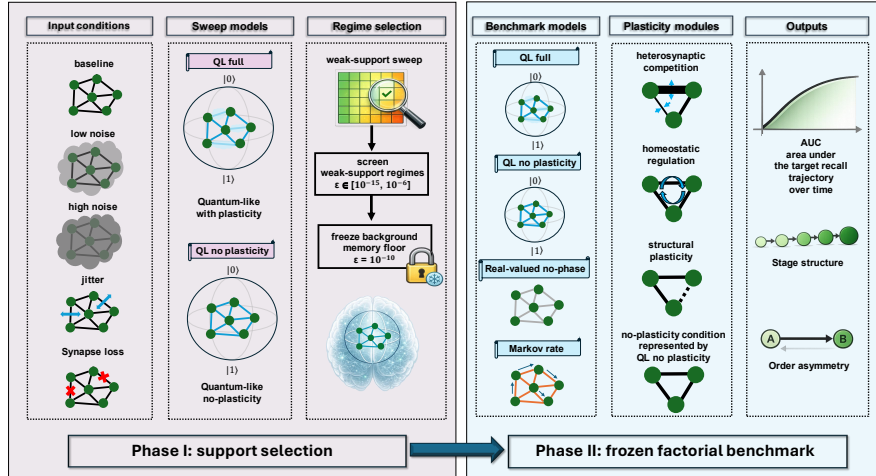 Input conditions
baseline
low noise
high noise
jitter
Synapse loss
Sweep models
QL full
|0⟩
|1⟩
Quantum-like
with plasticity
QL no plasticity
|0⟩
|1⟩
Quantum-like
no-plasticity
Regime selection
weak-support sweep
screen
weak-support regimes
ε ∈ [10⁻¹⁵, 10⁻⁶]
freeze background
memory floor
ε = 10⁻¹⁰
Phase I: support selection
Benchmark models
QL full
|0⟩
|1⟩
QL no plasticity
|0⟩
|1⟩
Real-valued no-phase
Markov rate
Plasticity modules
heterosynaptic
competition
homeostatic
regulation
structural
plasticity
no-plasticity condition
represented by
QL no plasticity
Outputs
AUC
area under
the target recall
trajectory
over time
Stage structure
A
B
Order asymmetry
Phase II: frozen factorial benchmark